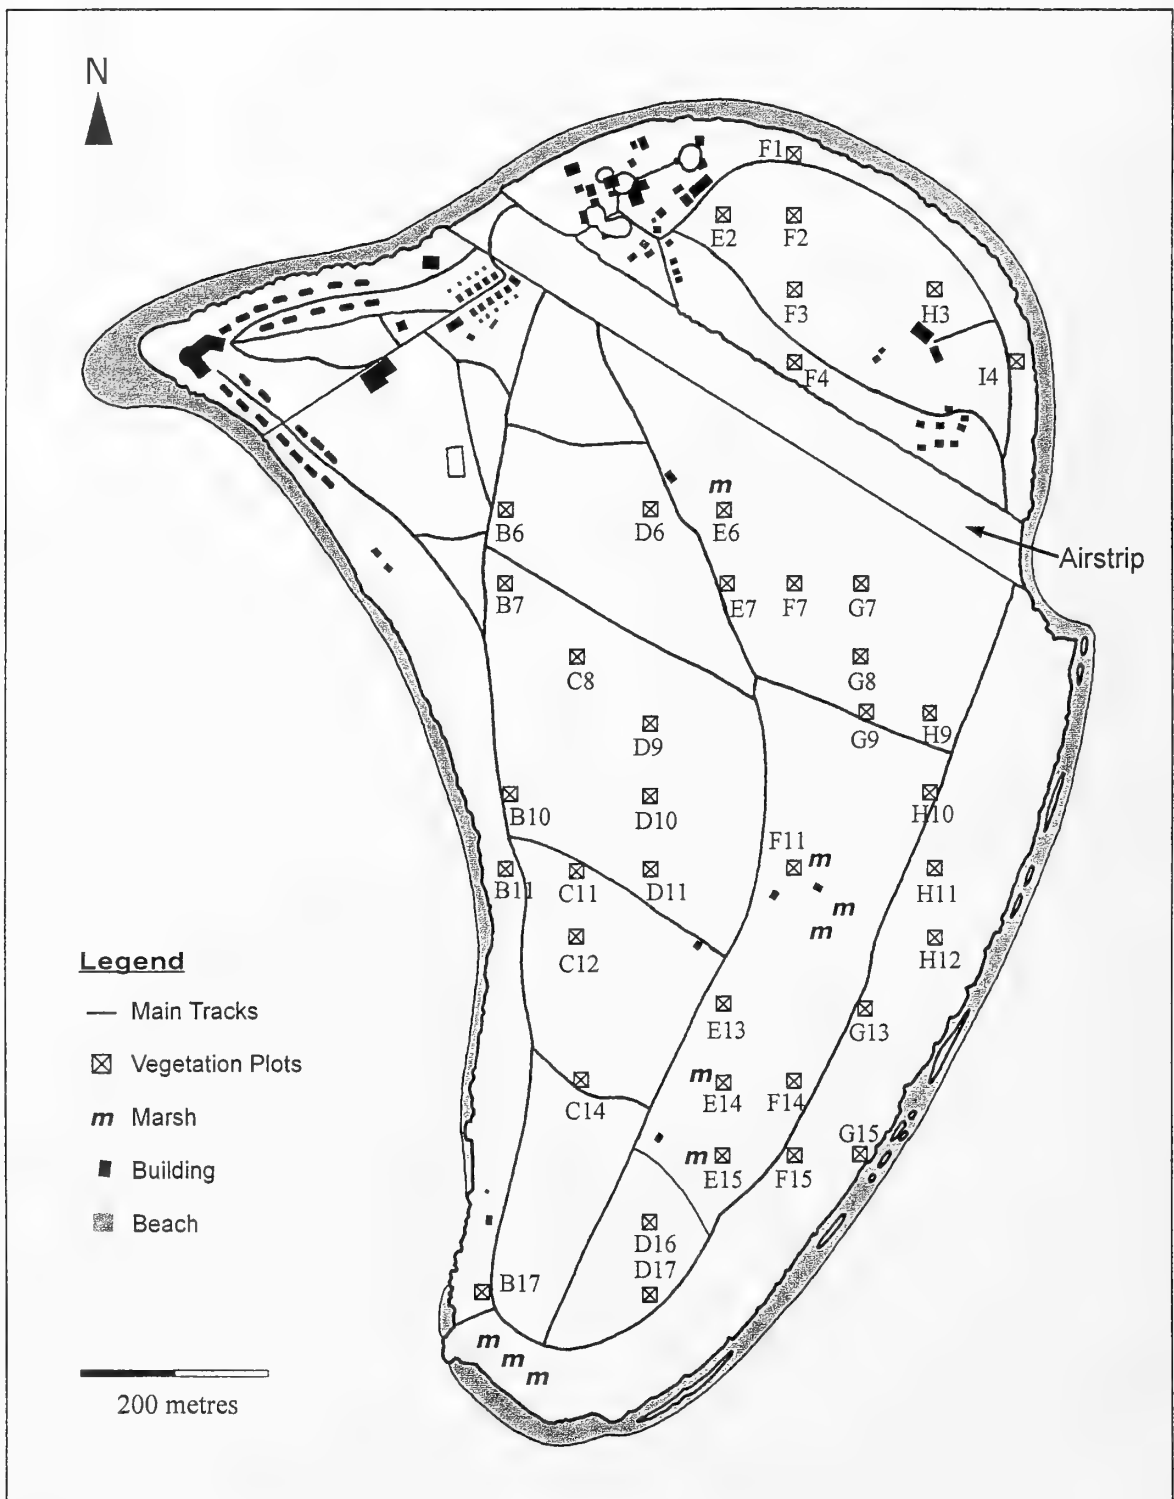 N
F1
E2 F2
F3 H3
F4 I4
m
B6 D6 E6
Airstrip
B7 E7 F7 G7
C8 G8
D9 G9 H9
B10 D10 H10
F11 m
B11 C11 D11 H11
m
m
C12 H12
E13 G13
m
C14 E14 F14
G15
m
E15 F15
D16
D17
B17
m
m
m
Legend
Main Tracks
Vegetation Plots
m Marsh
Building
Beach
200 metres